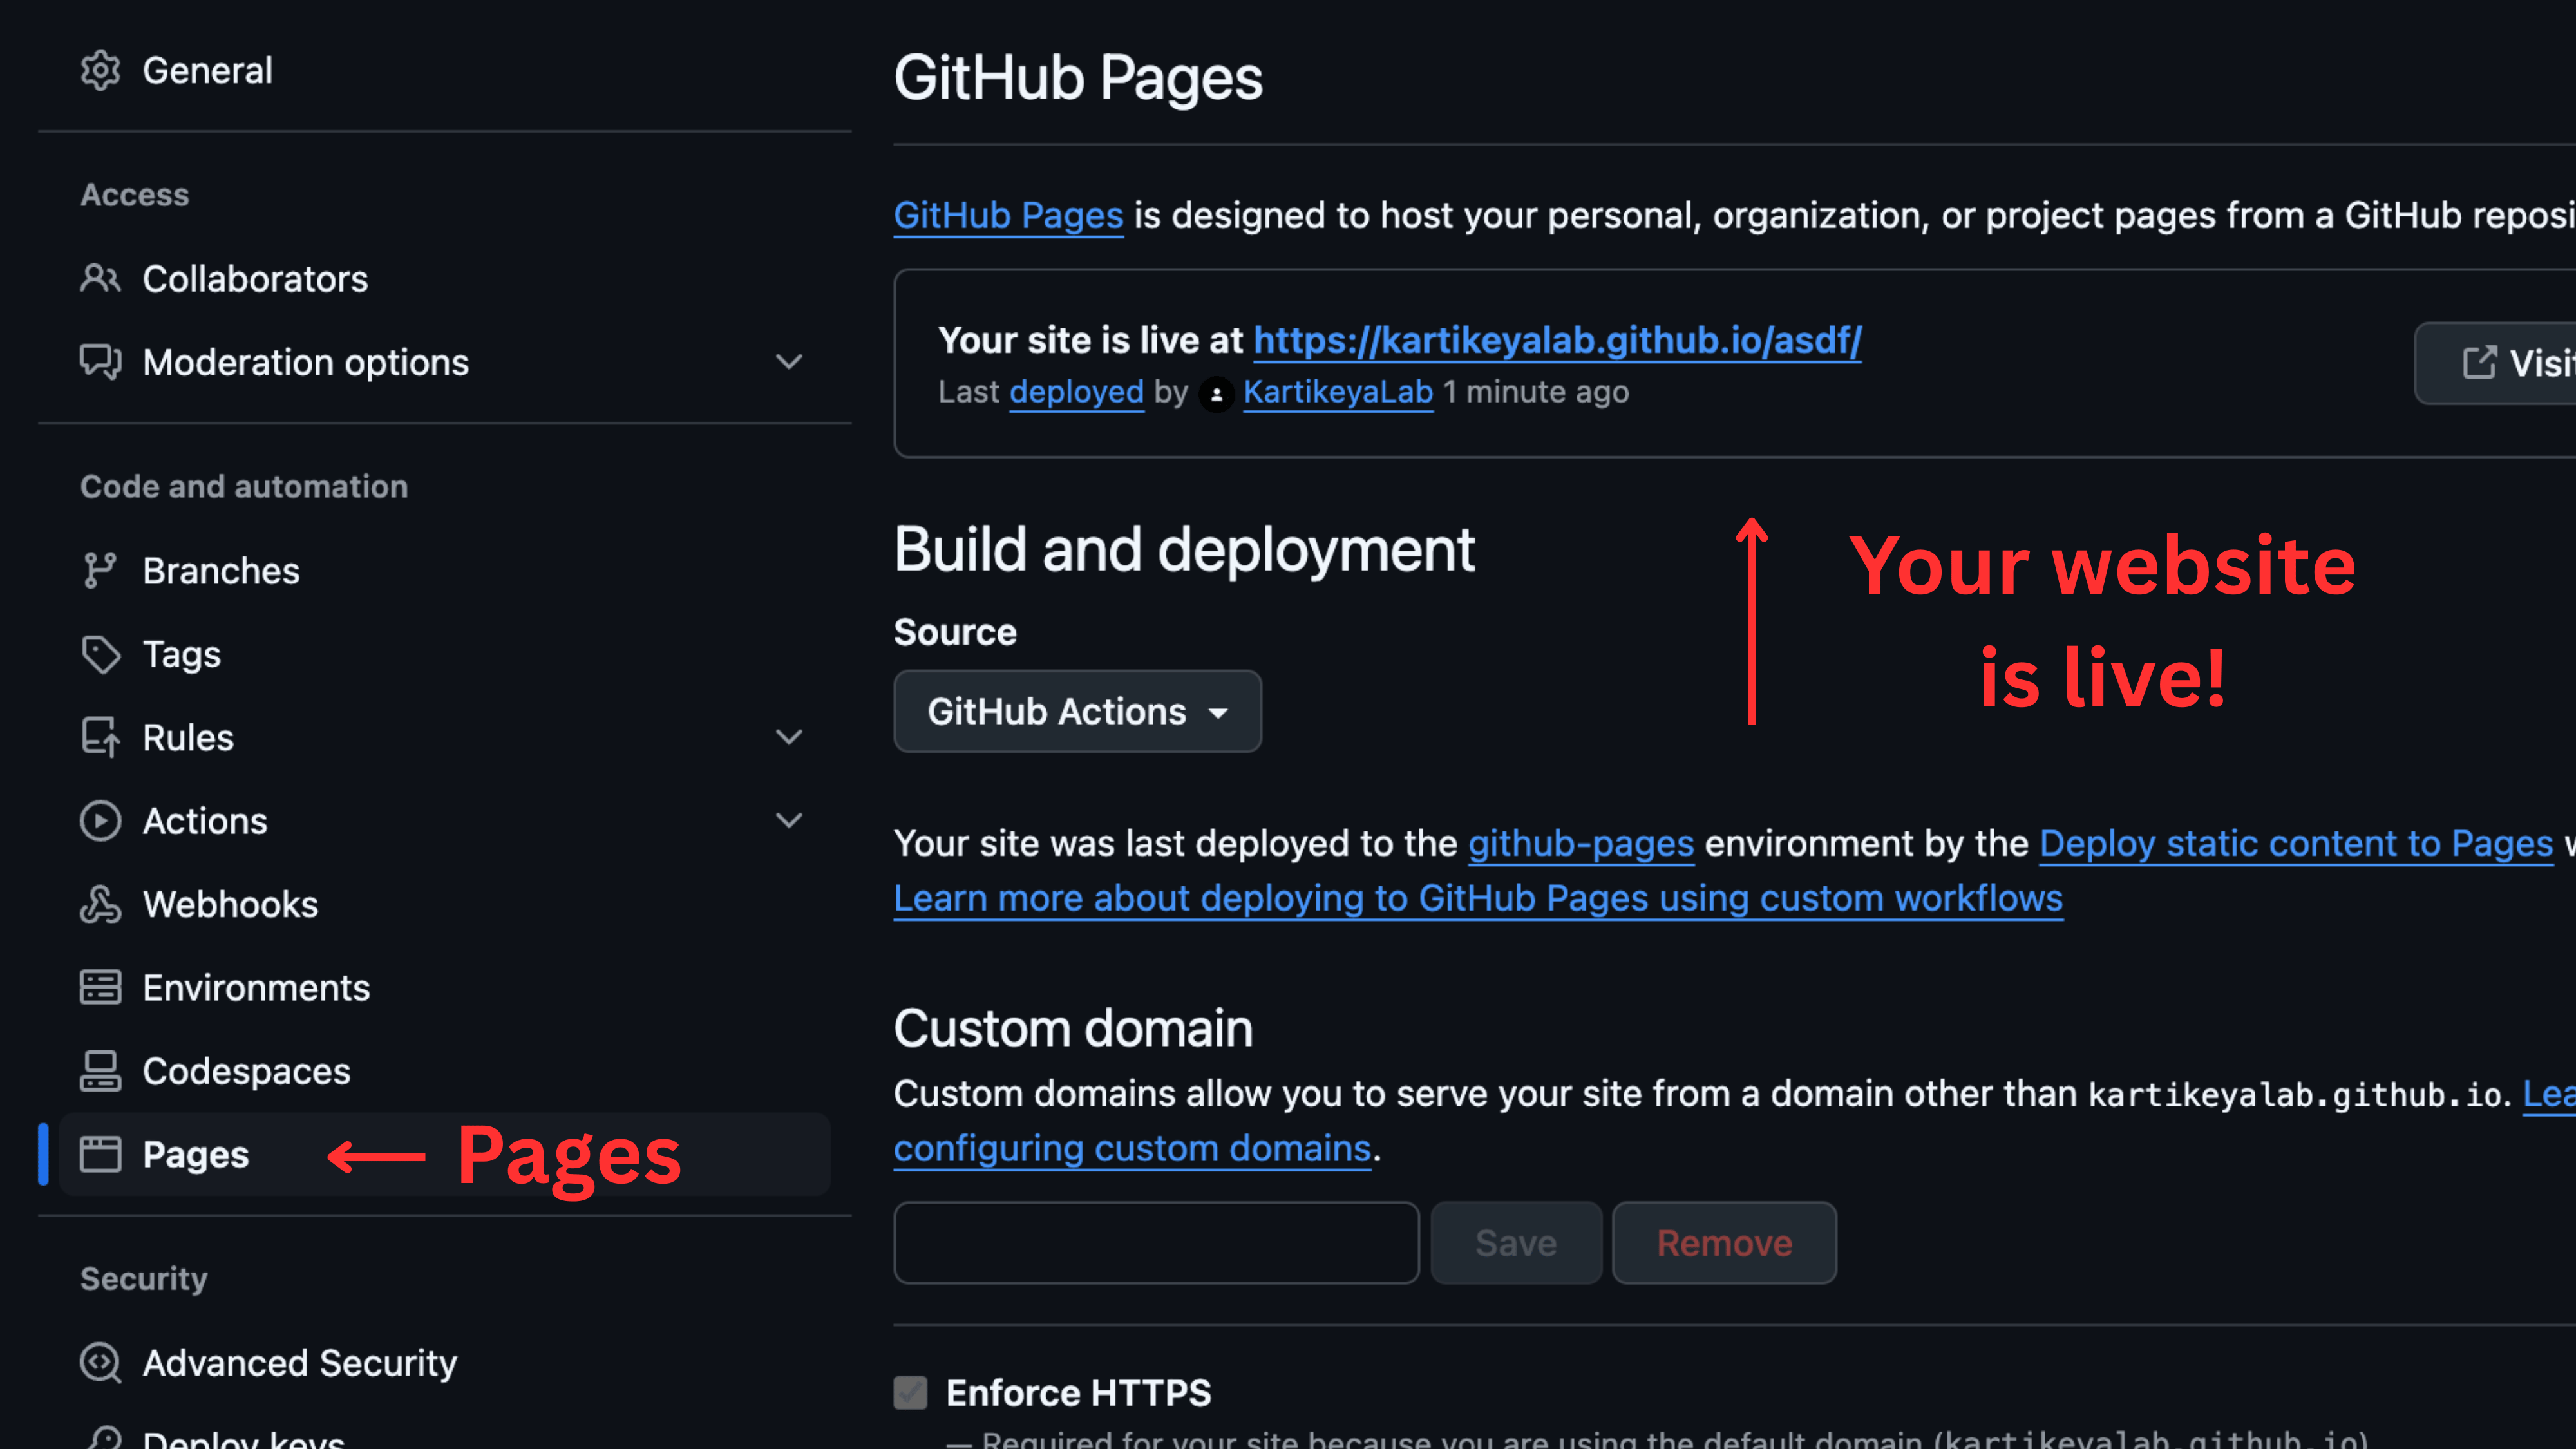 General
Access
Collaborators
Moderation options
Code and automation
Branches
Tags
Rules
Actions
Webhooks
Environments
Codespaces
Pages
Pages
Security
Advanced Security
Deploy keys
GitHub Pages
GitHub Pages is designed to host your personal, organization, or project pages from a GitHub reposi
Your site is live at https://kartikeyalab.github.io/asdf/
Last deployed by KartikeyaLab 1 minute ago
Visit
Build and deployment
Your website
is live!
Source
GitHub Actions
Your site was last deployed to the github-pages environment by the Deploy static content to Pages w
Learn more about deploying to GitHub Pages using custom workflows
Custom domain
Custom domains allow you to serve your site from a domain other than kartikeyalab.github.io. Lea
configuring custom domains.
Save
Remove
Enforce HTTPS
— Required for your site because you are using the default domain (kartikeyalab.github.io)